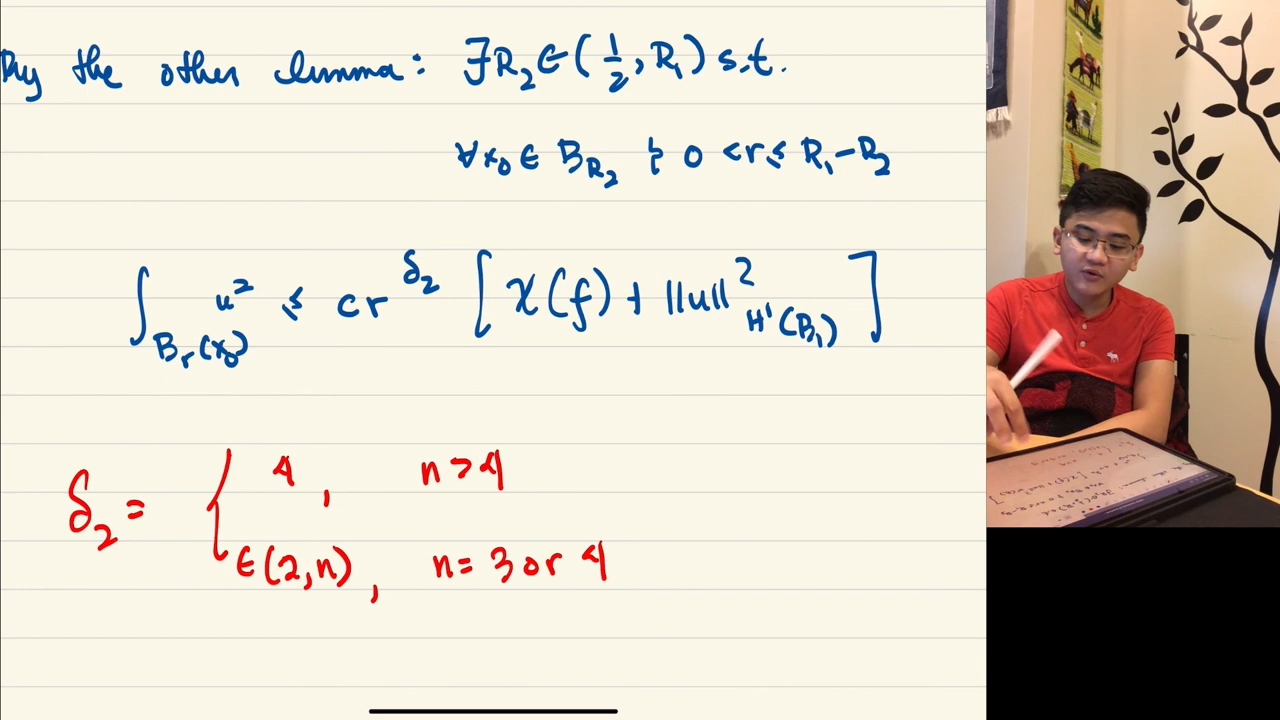 By the other lemma: ∃R₂∈(1/2, R₁) s.t.
∀x₀ ∈ B_{R₂} & 0 < r ≤ R₁-R₂
∫_{B_r(x₀)} u² ≤ cr^{δ₂} [χ(f) + ||u||²_{H¹(B₁)}]
δ₂ = { 4, n > 4
∈(2,n), n = 3 or 4